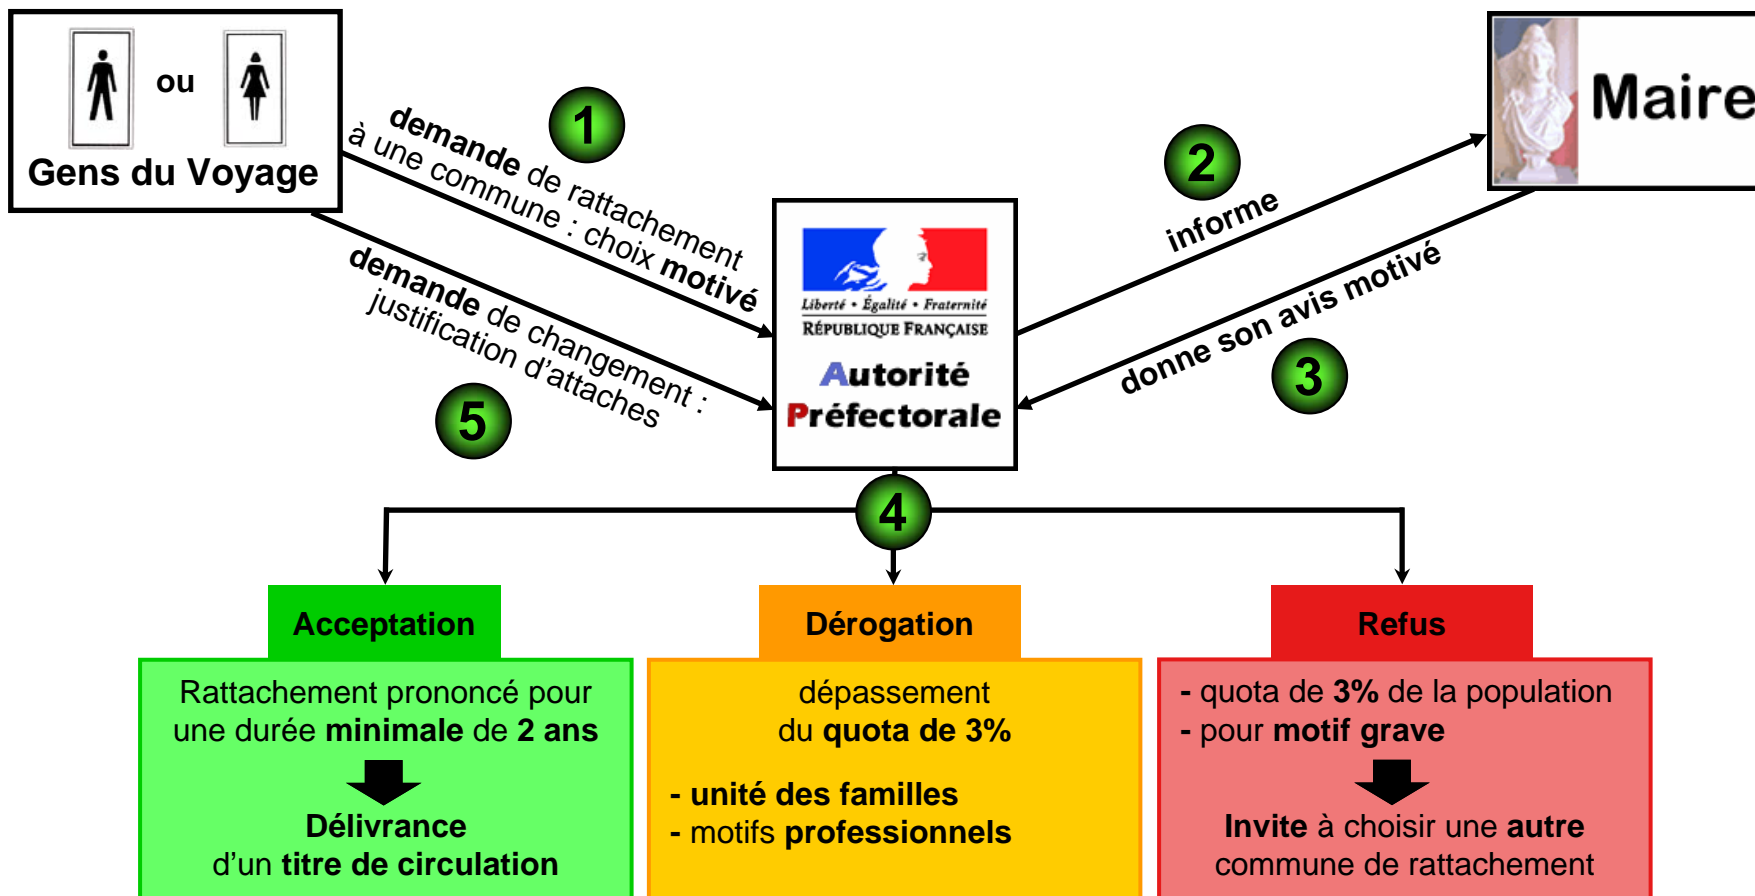 ou
Gens du Voyage
1
demande de rattachement
à une commune : choix motivé
demande de changement :
justification d'attaches
5
Liberté • Égalité • Fraternité
RÉPUBLIQUE FRANÇAISE
Autorité
Préfectorale
2
informe
Maire
donne son avis motivé
3
4
Acceptation
Rattachement prononcé pour
une durée minimale de 2 ans
Délivrance
d'un titre de circulation
Dérogation
dépassement
du quota de 3%
- unité des familles
- motifs professionnels
Refus
- quota de 3% de la population
- pour motif grave
Invite à choisir une autre
commune de rattachement